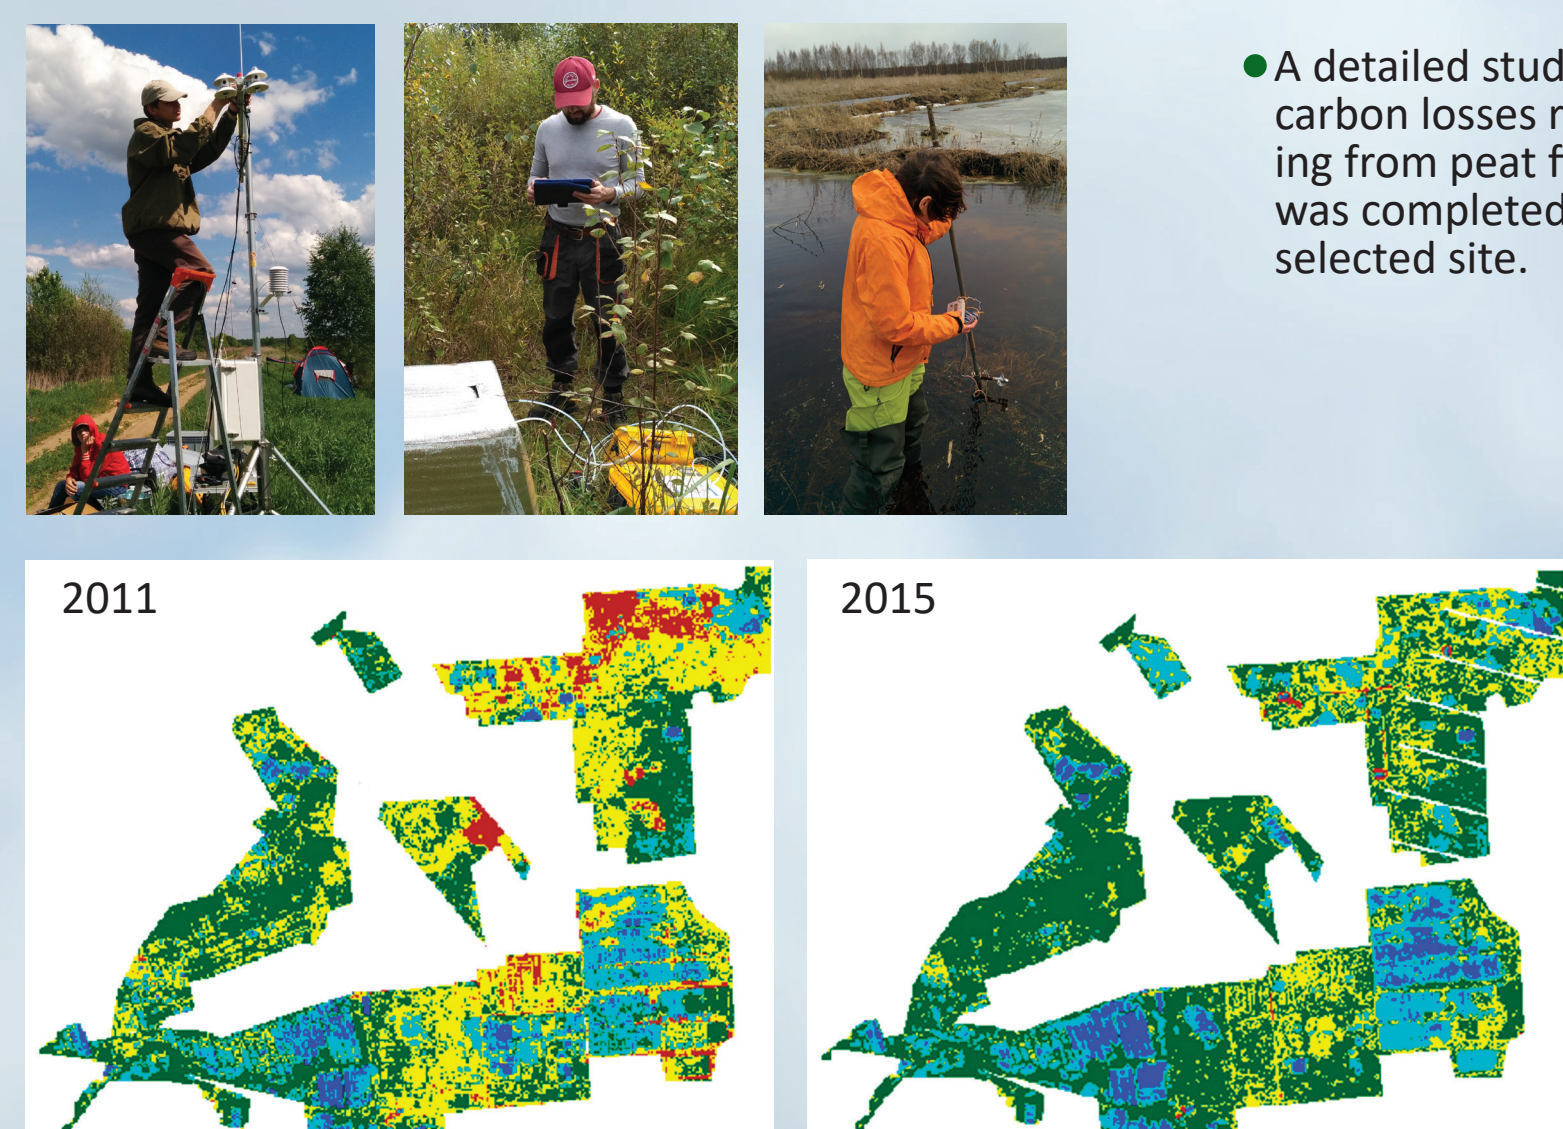 A detailed stud
carbon losses r
ing from peat f
was completed
selected site.
2011
2015